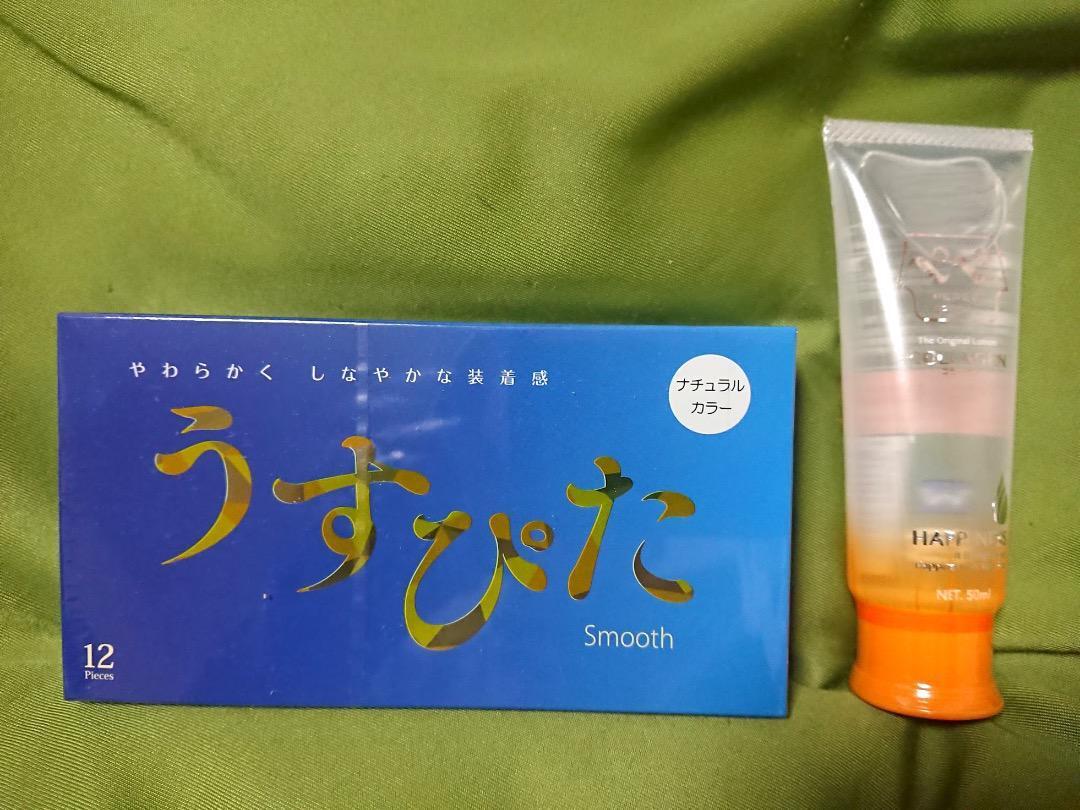 やわらかく しなやかな装着感
ナチュラル
カラー
うすぴた
Smooth
12
Pieces
The Original Lotion
NET. 50ml